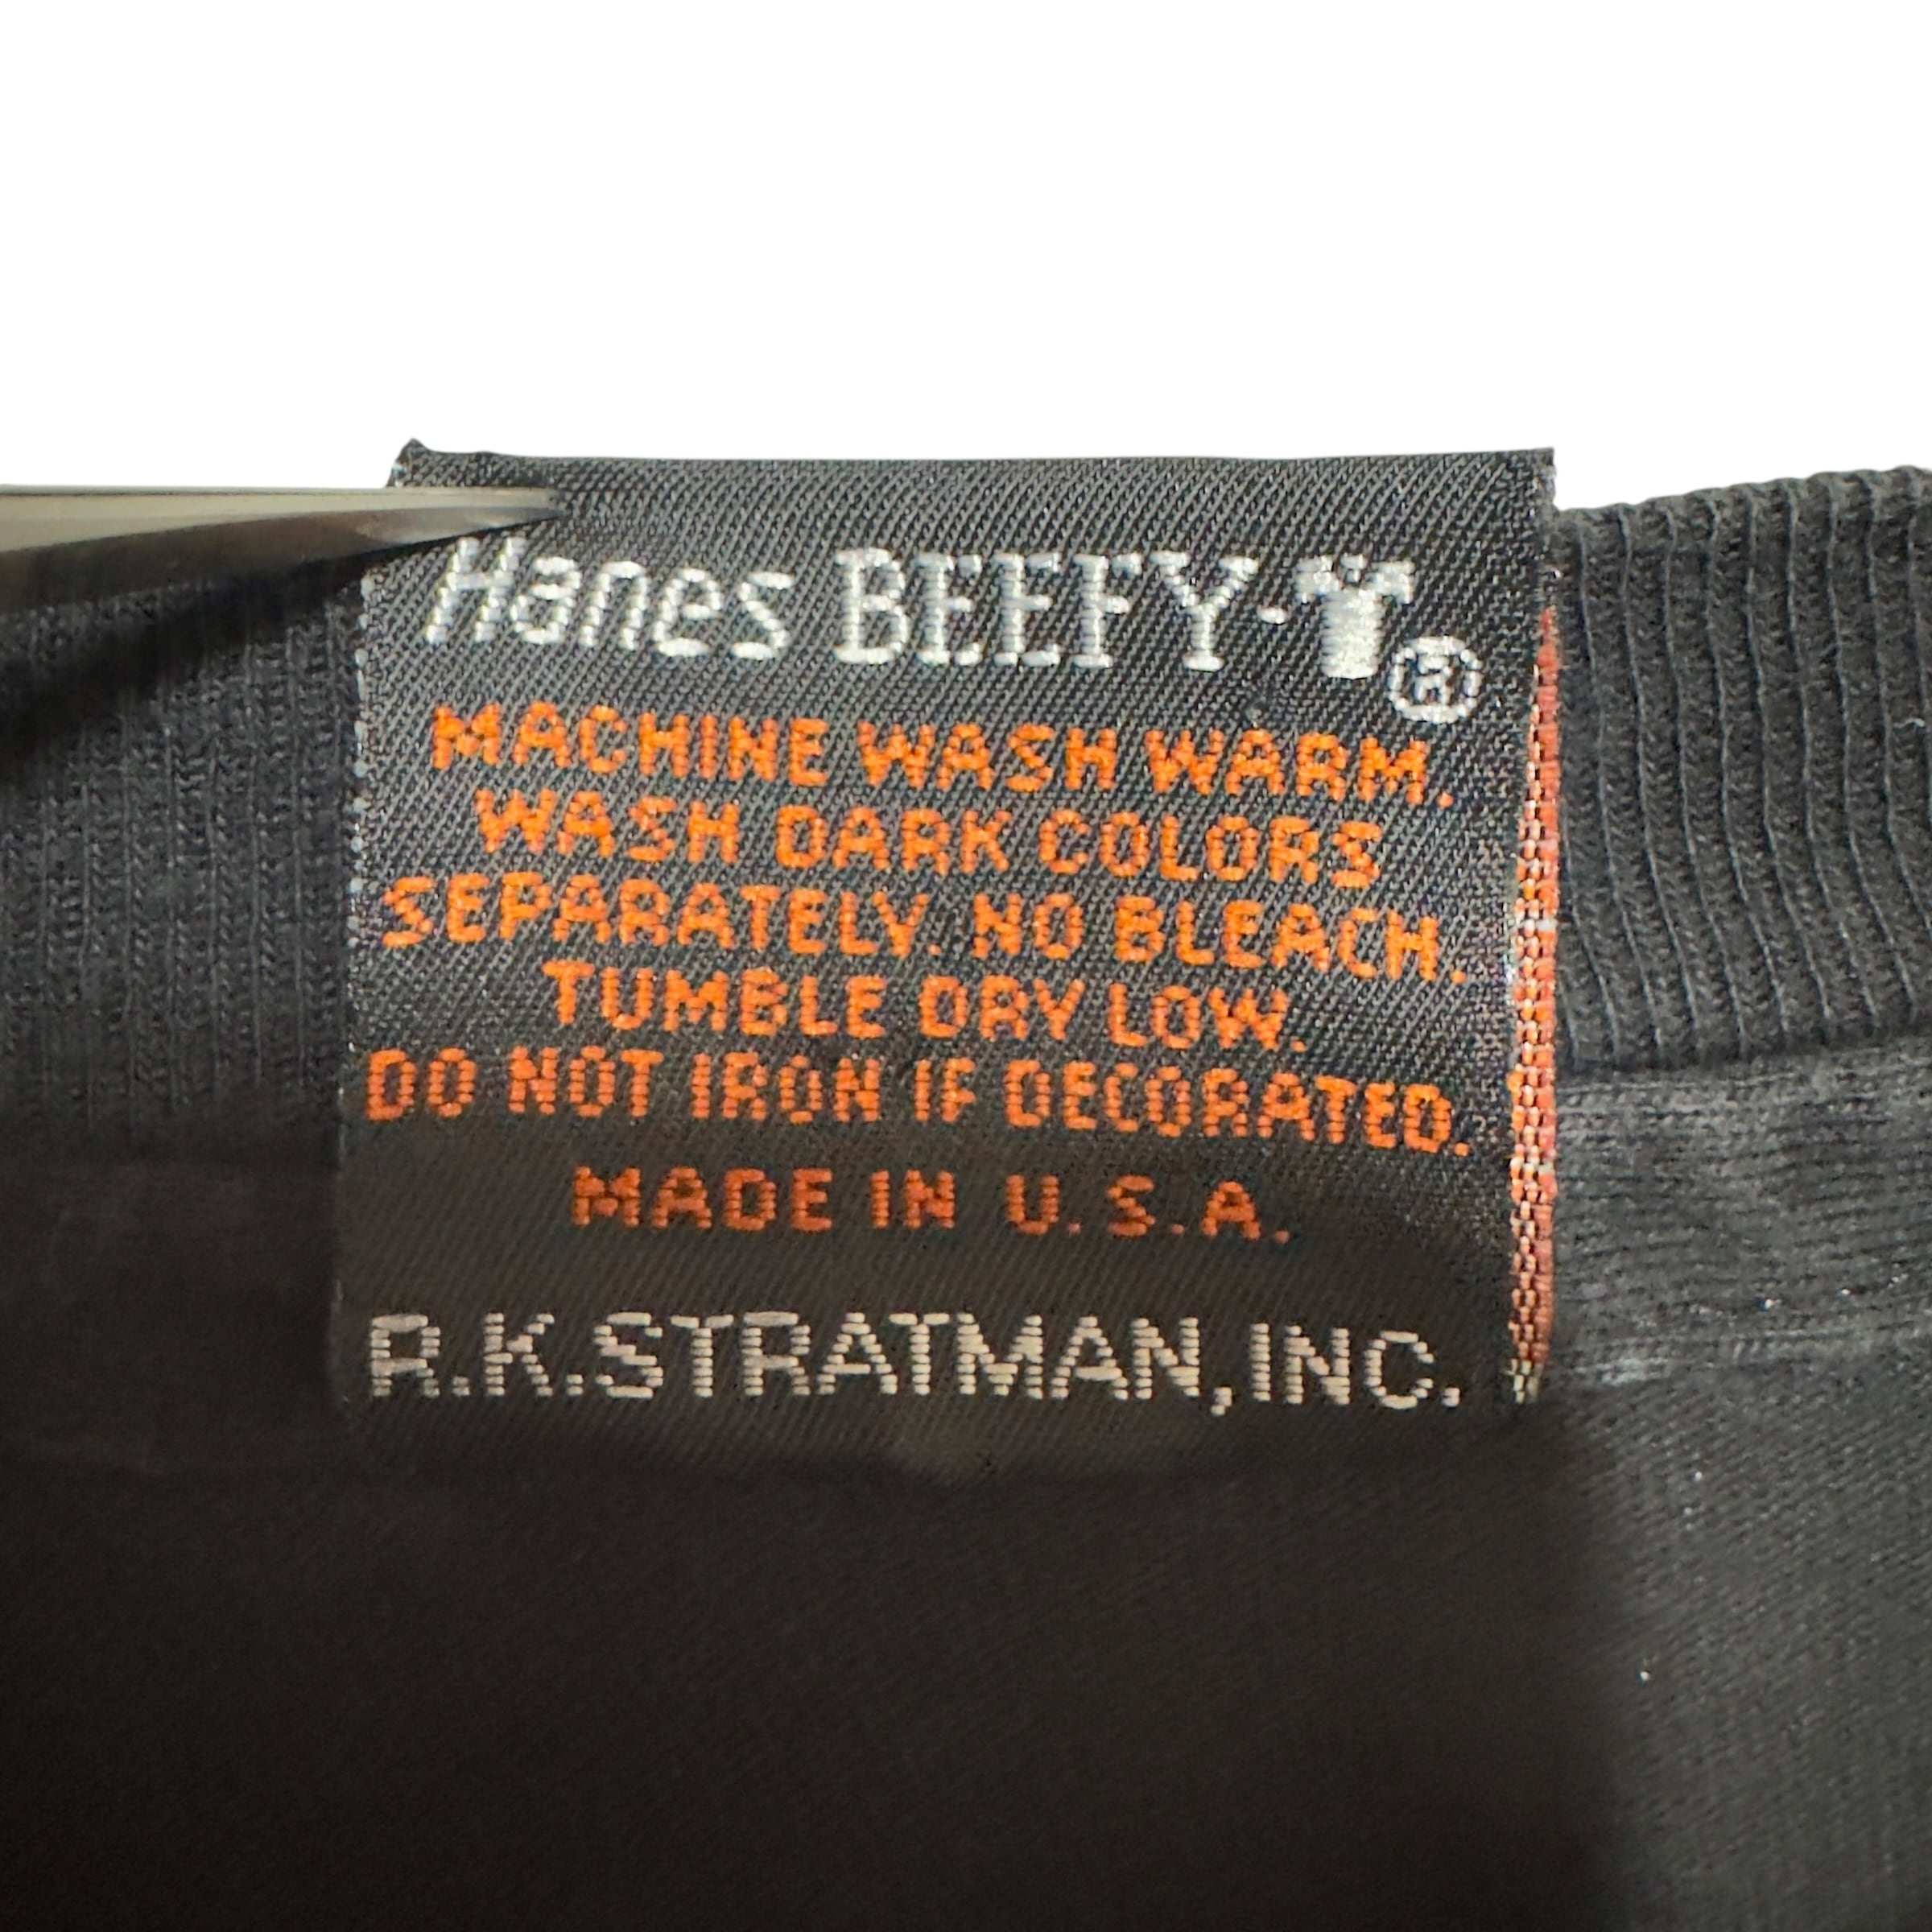 Hanes BEEFY-T®
MACHINE WASH WARM.
WASH DARK COLORS
SEPARATELY. NO BLEACH.
TUMBLE DRY LOW.
DO NOT IRON IF DECORATED.
MADE IN U.S.A.
R.K.STRATMAN, INC.